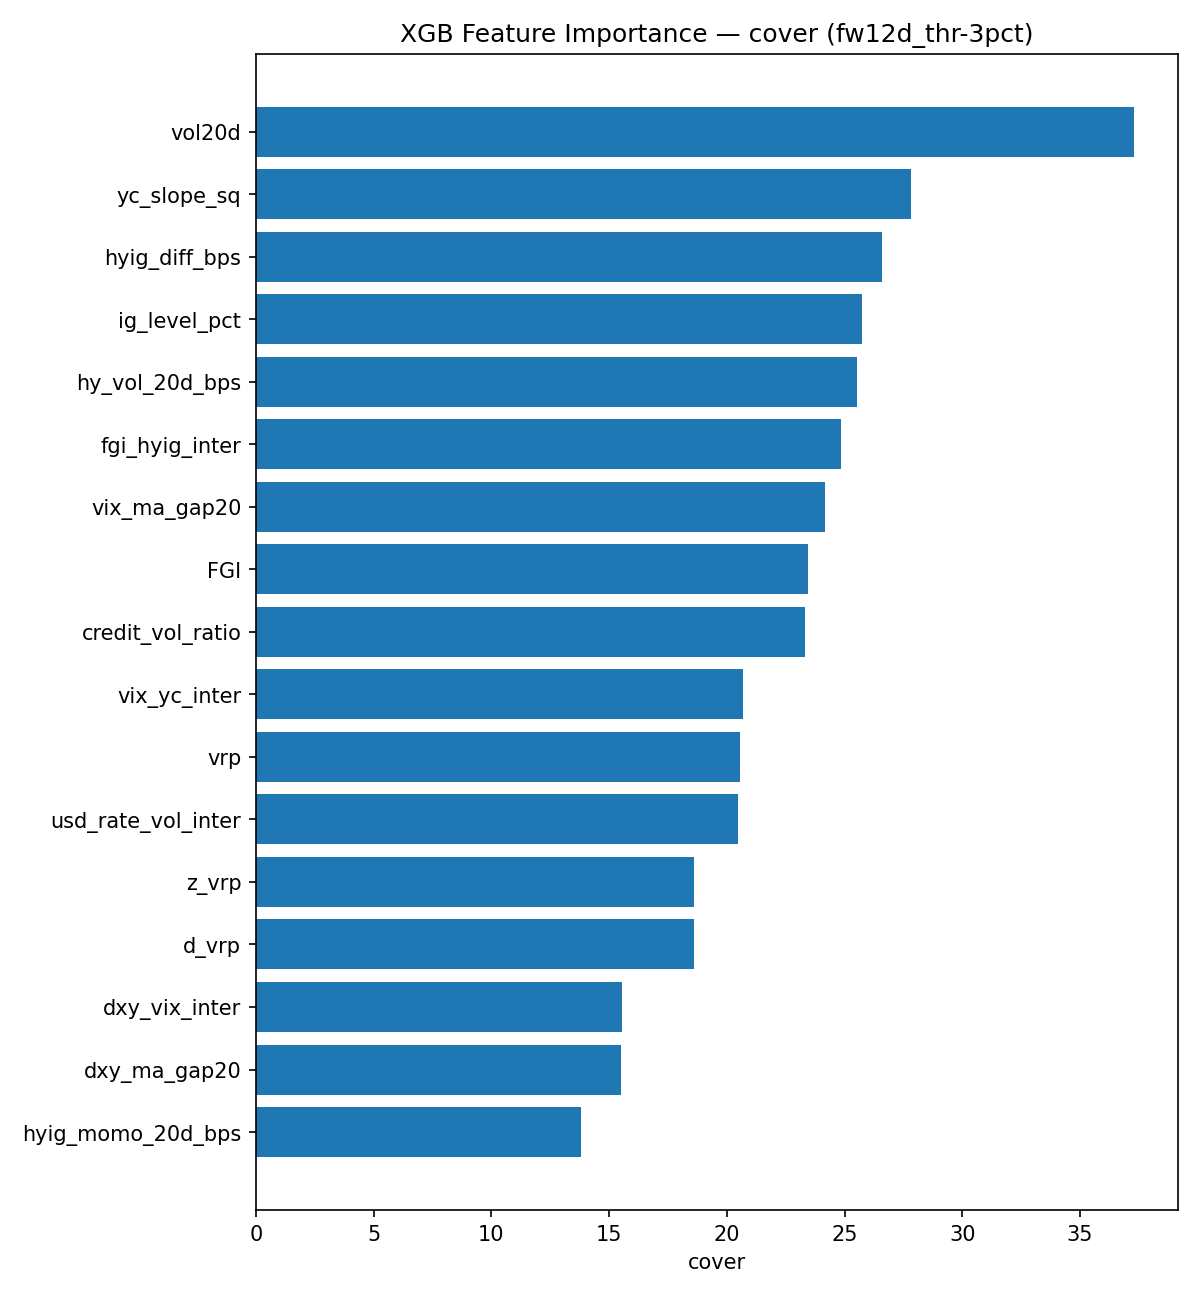 XGB Feature Importance — cover (fw12d_thr-3pct)
vol20d
yc_slope_sq
hyig_diff_bps
ig_level_pct
hy_vol_20d_bps
fgi_hyig_inter
vix_ma_gap20
FGI
credit_vol_ratio
vix_yc_inter
vrp
usd_rate_vol_inter
z_vrp
d_vrp
dxy_vix_inter
dxy_ma_gap20
hyig_momo_20d_bps
0 5 10 15 20 25 30 35
cover